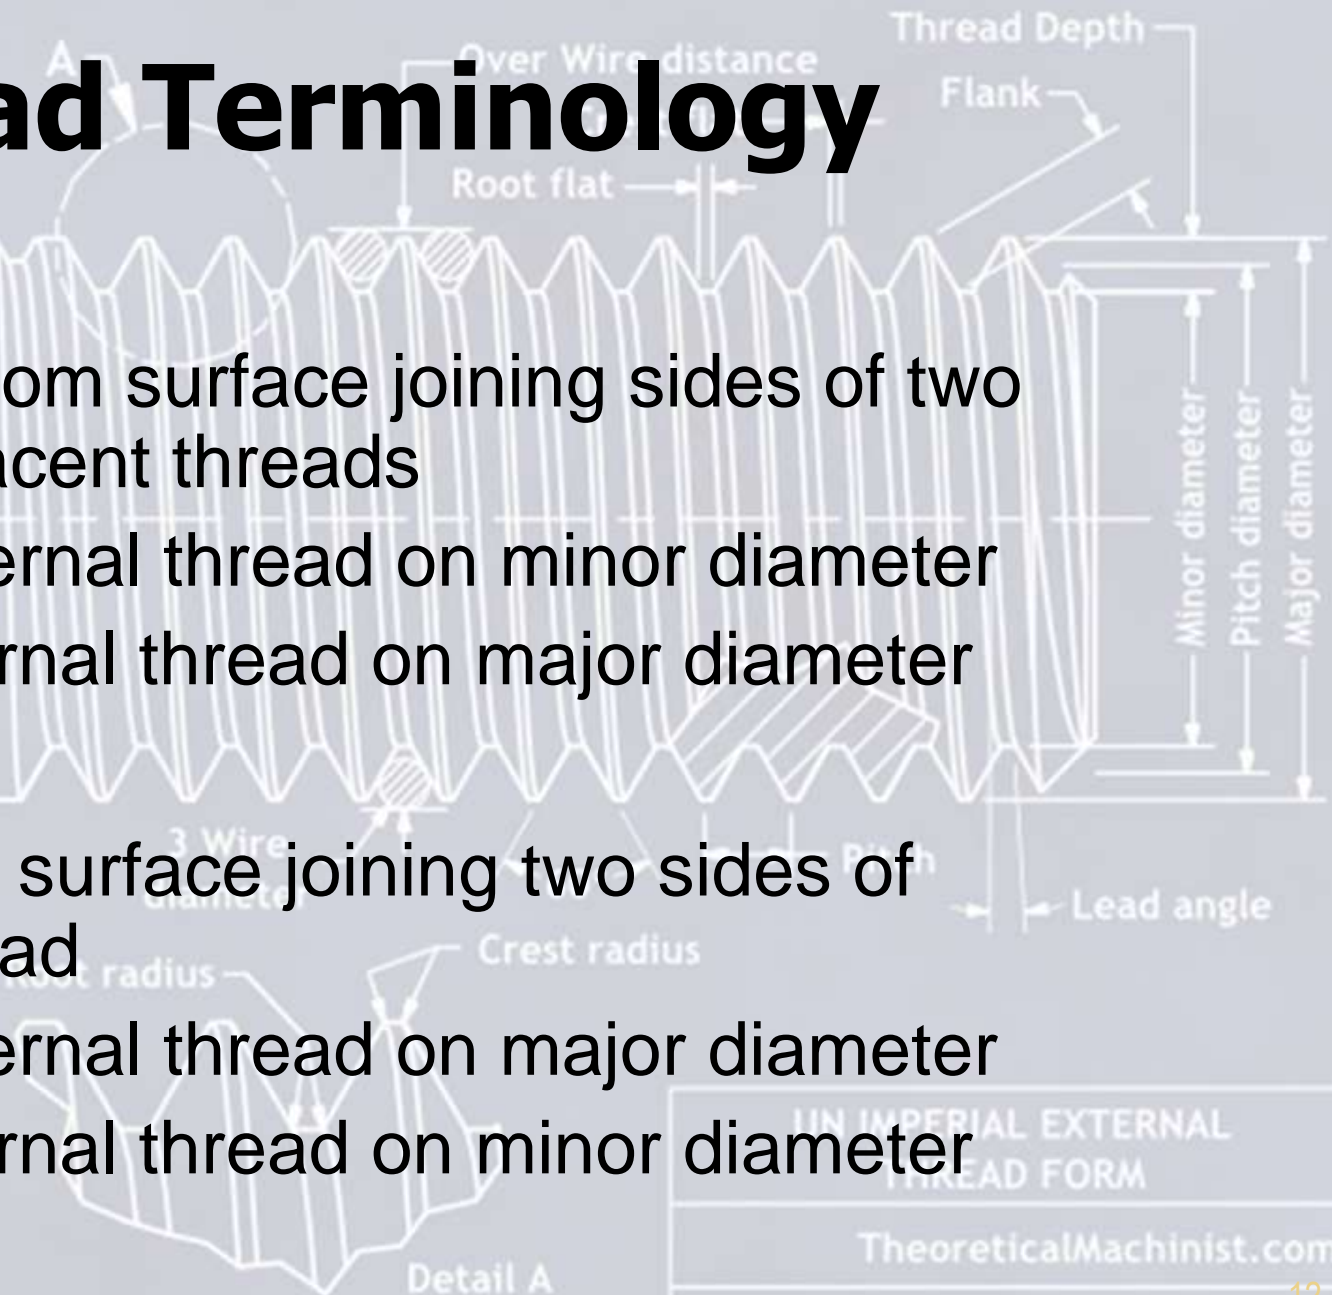 A
Over Wire distance
Thread Depth
ad Terminology
Flank
Root flat
om surface joining sides of two
acent threads
ernal thread on minor diameter
rnal thread on major diameter
Minor diameter
Pitch diameter
Major diameter
3 Wire
diameter
surface joining two sides of
Pitch
ad
Lead angle
radius
Crest radius
ernal thread on major diameter
rnal thread on minor diameter
UN IMPERIAL EXTERNAL
THREAD FORM
TheoreticalMachinist.com
Detail A